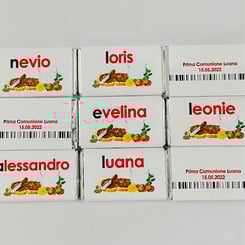 nevio
loris
Prima Comunione Luana
15.05.2022
Prima Comunione Luana
15.05.2022
evelina
leonie
alessandro
luana
Prima Comunione Luana
15.05.2022